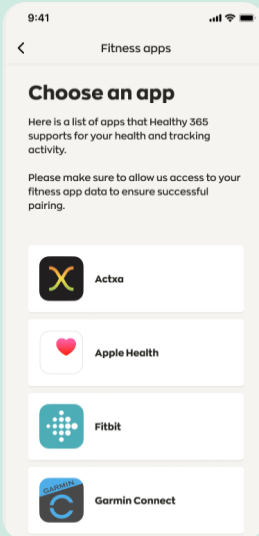 9:41
Fitness apps
Choose an app
Here is a list of apps that Healthy 365
supports for your health and tracking
activity.
Please make sure to allow us access to your
fitness app data to ensure successful
pairing.
Actxa
Apple Health
Fitbit
GARMIN
Garmin Connect